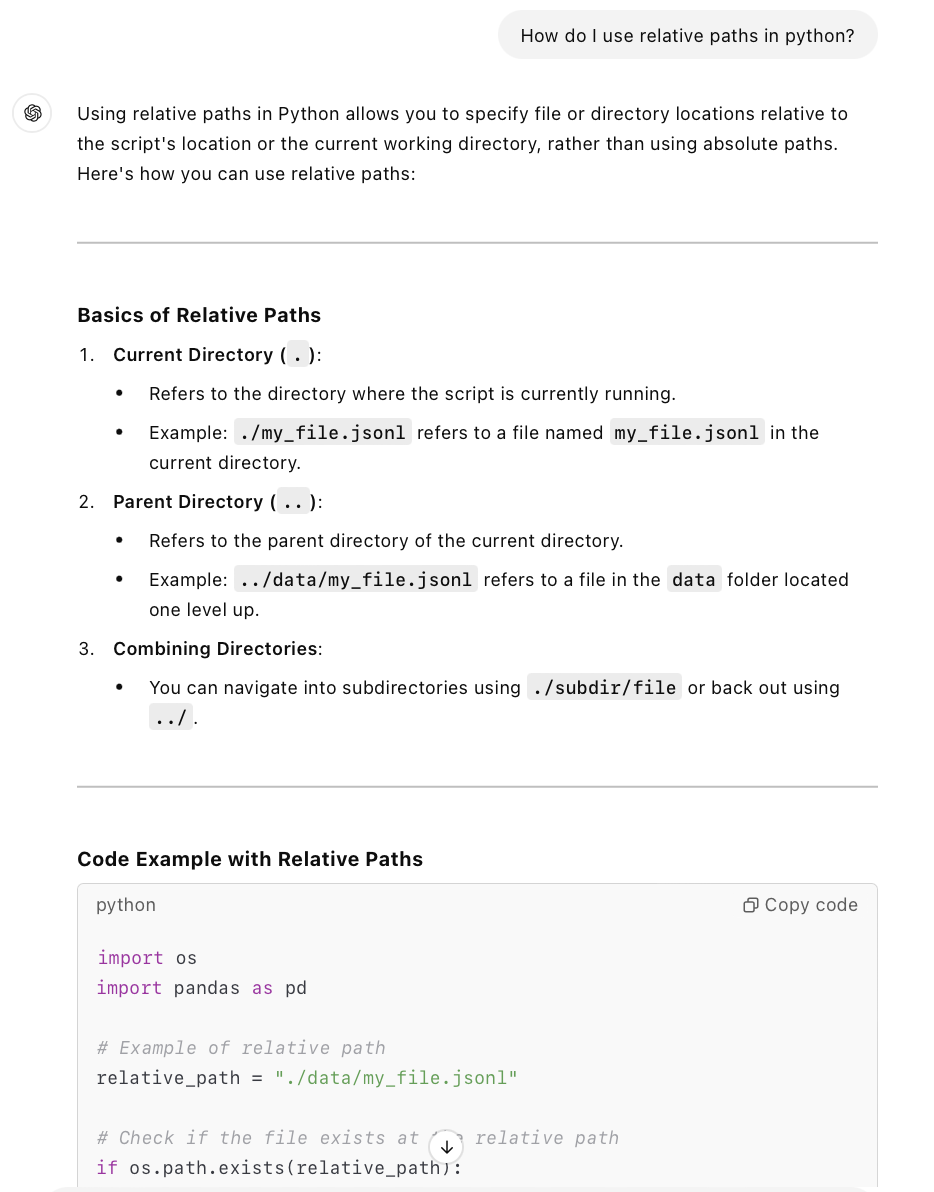 How do I use relative paths in python?
Using relative paths in Python allows you to specify file or directory locations relative to
the script's location or the current working directory, rather than using absolute paths.
Here's how you can use relative paths:
Basics of Relative Paths
1. Current Directory ( . ):
• Refers to the directory where the script is currently running.
• Example: ./my_file.jsonl refers to a file named my_file.jsonl in the
current directory.
2. Parent Directory ( .. ):
• Refers to the parent directory of the current directory.
• Example: ../data/my_file.jsonl refers to a file in the data folder located
one level up.
3. Combining Directories:
• You can navigate into subdirectories using ./subdir/file or back out using
../ .
Code Example with Relative Paths
python
Copy code
import os
import pandas as pd
# Example of relative path
relative_path = "./data/my_file.jsonl"
# Check if the file exists at the relative path
if os.path.exists(relative_path):